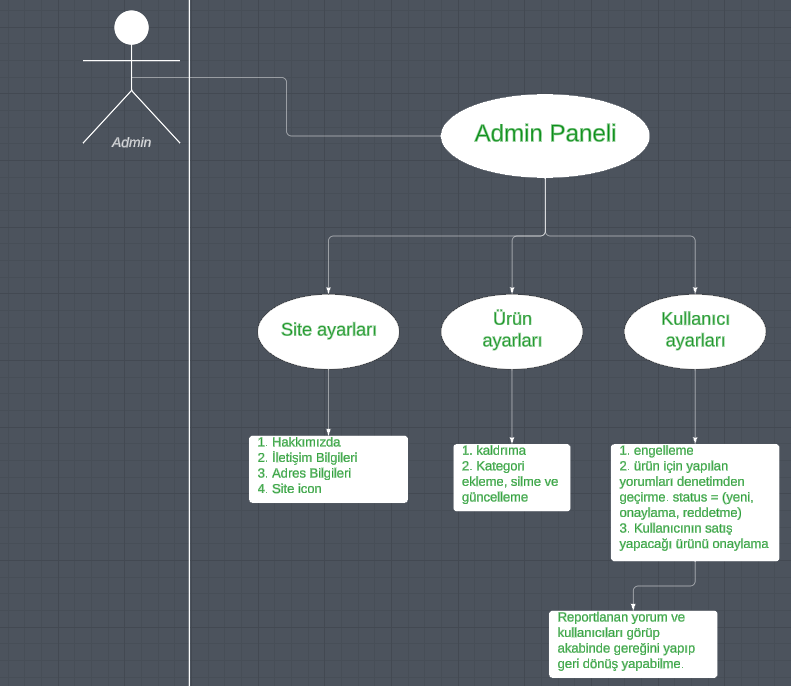 Admin
Admin Paneli
Site ayarları
Ürün
ayarları
Kullanıcı
ayarları
1. Hakkımızda
2. İletişim Bilgileri
3. Adres Bilgileri
4. Site icon
1. kaldırıma
2. Kategori
ekleme, silme ve
güncelleme
1. engelleme
2. ürün için yapılan
yorumları denetimden
geçirme. status = (yeni,
onaylama, reddetme)
3. Kullanıcının satış
yapacağı ürünü onaylama
Reportlanan yorum ve
kullanıcıları görüp
akabinde gereğini yapıp
geri dönüş yapabilme.